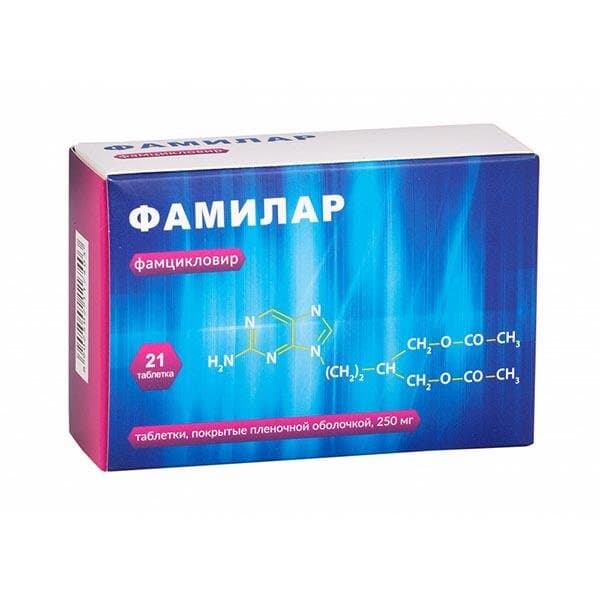 ФАМИЛАР
фамцикловир
ФАМИЛАР
фамцикловир
21
таблетка
N
N
N
N
H₂N
(CH₂)₂–CH
CH₂–O–CO–CH₃
CH₂–O–CO–CH₃
таблетки, покрытые пленочной оболочкой, 250 мг